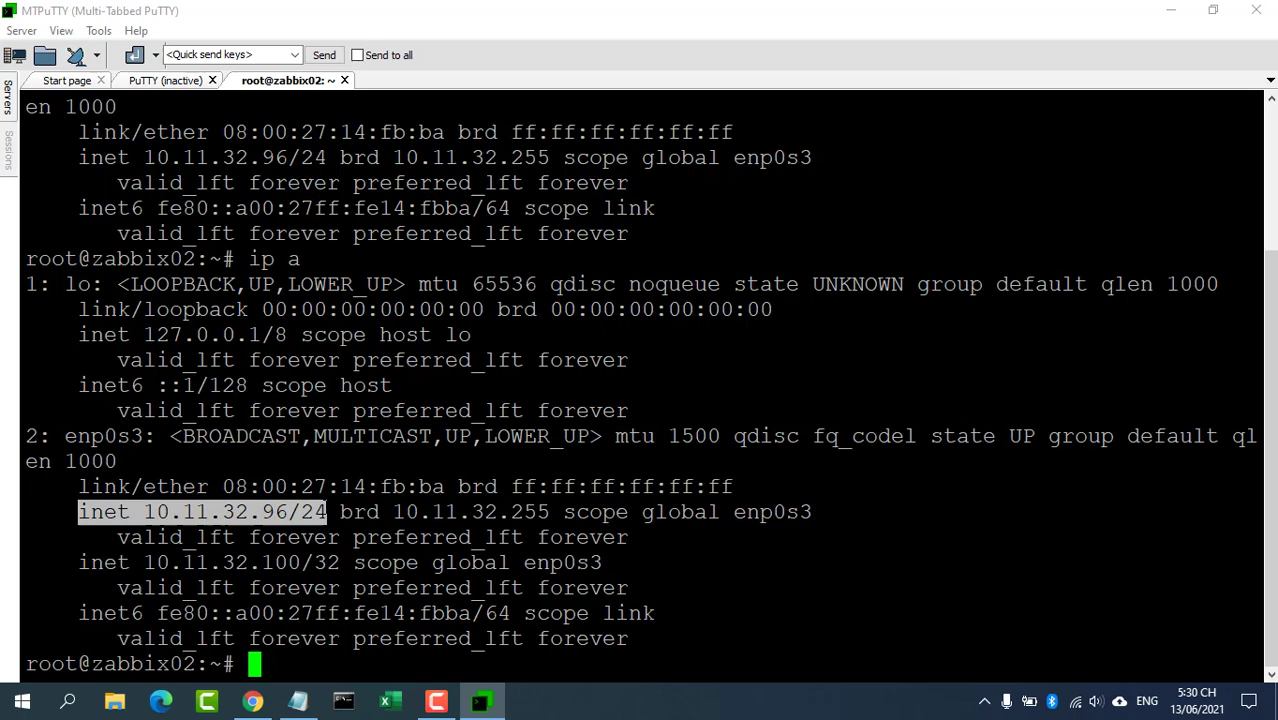 MTPuTTY (Multi-Tabbed PuTTY)
Server View Tools Help
<Quick send keys> Send Send to all
Servers
Sessions
Start page PuTTY (inactive) root@zabbix02: ~
en 1000
link/ether 08:00:27:14:fb:ba brd ff:ff:ff:ff:ff:ff
inet 10.11.32.96/24 brd 10.11.32.255 scope global enp0s3
valid_lft forever preferred_lft forever
inet6 fe80::a00:27ff:fe14:fbba/64 scope link
valid_lft forever preferred_lft forever
root@zabbix02:~# ip a
1: lo: <LOOPBACK,UP,LOWER_UP> mtu 65536 qdisc noqueue state UNKNOWN group default qlen 1000
link/loopback 00:00:00:00:00:00 brd 00:00:00:00:00:00
inet 127.0.0.1/8 scope host lo
valid_lft forever preferred_lft forever
inet6 ::1/128 scope host
valid_lft forever preferred_lft forever
2: enp0s3: <BROADCAST,MULTICAST,UP,LOWER_UP> mtu 1500 qdisc fq_codel state UP group default ql
en 1000
link/ether 08:00:27:14:fb:ba brd ff:ff:ff:ff:ff:ff
inet 10.11.32.96/24 brd 10.11.32.255 scope global enp0s3
valid_lft forever preferred_lft forever
inet 10.11.32.100/32 scope global enp0s3
valid_lft forever preferred_lft forever
inet6 fe80::a00:27ff:fe14:fbba/64 scope link
valid_lft forever preferred_lft forever
root@zabbix02:~#
ENG
5:30 CH
13/06/2021